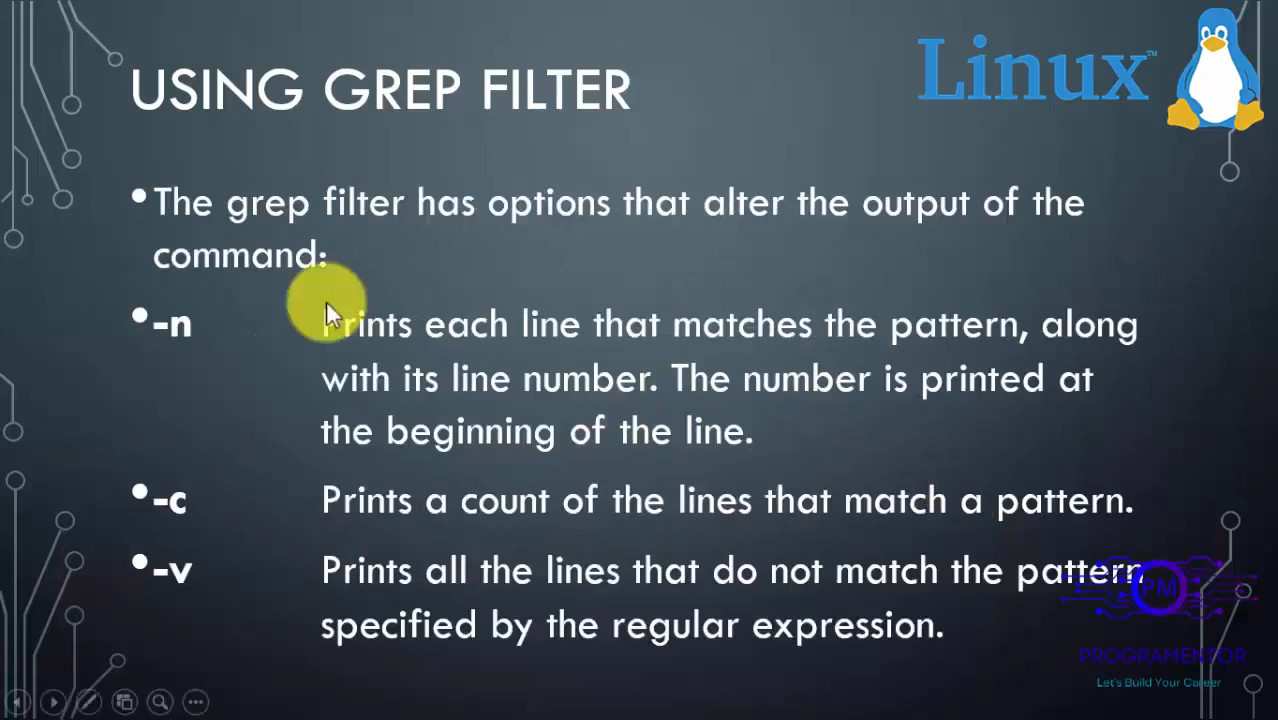 USING GREP FILTER
Linux™
•The grep filter has options that alter the output of the
command:
•-n Prints each line that matches the pattern, along
with its line number. The number is printed at
the beginning of the line.
•-c Prints a count of the lines that match a pattern.
•-v Prints all the lines that do not match the pattern
specified by the regular expression.
PM
PROGRAMENTOR
Let's Build Your Career